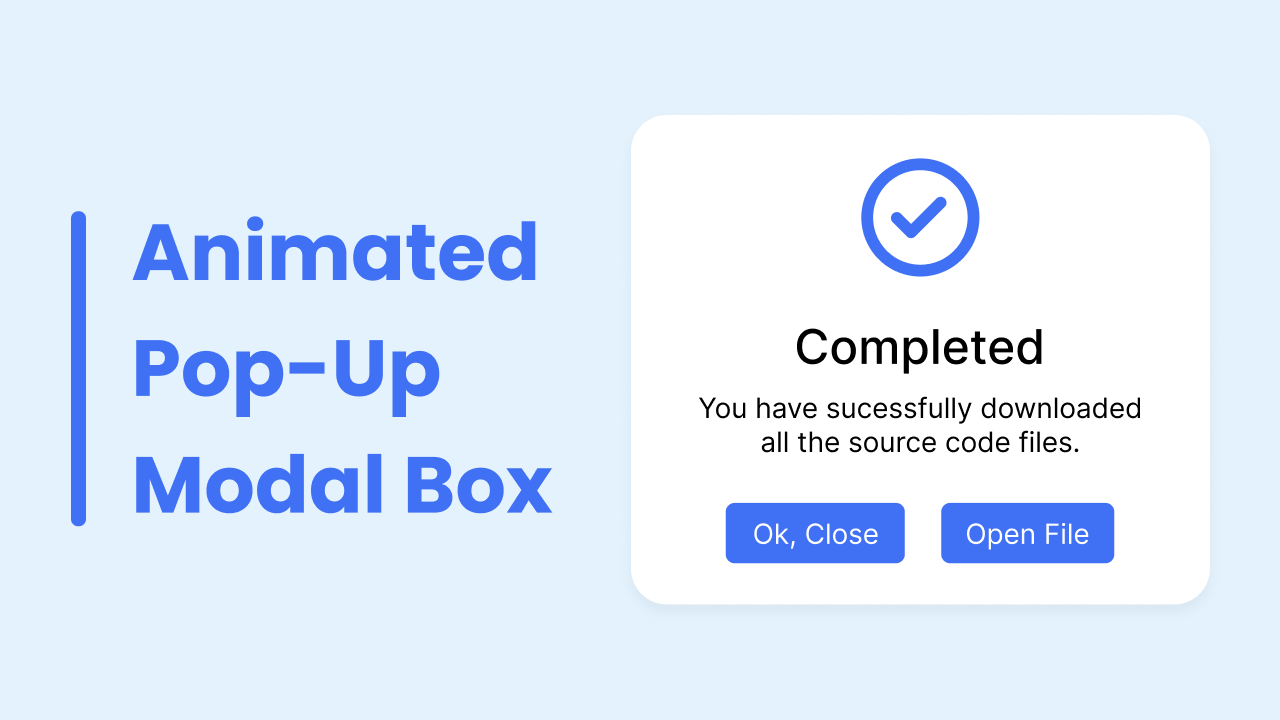 Animated
Pop-Up
Modal Box
Completed
You have sucessfully downloaded
all the source code files.
Ok, Close
Open File